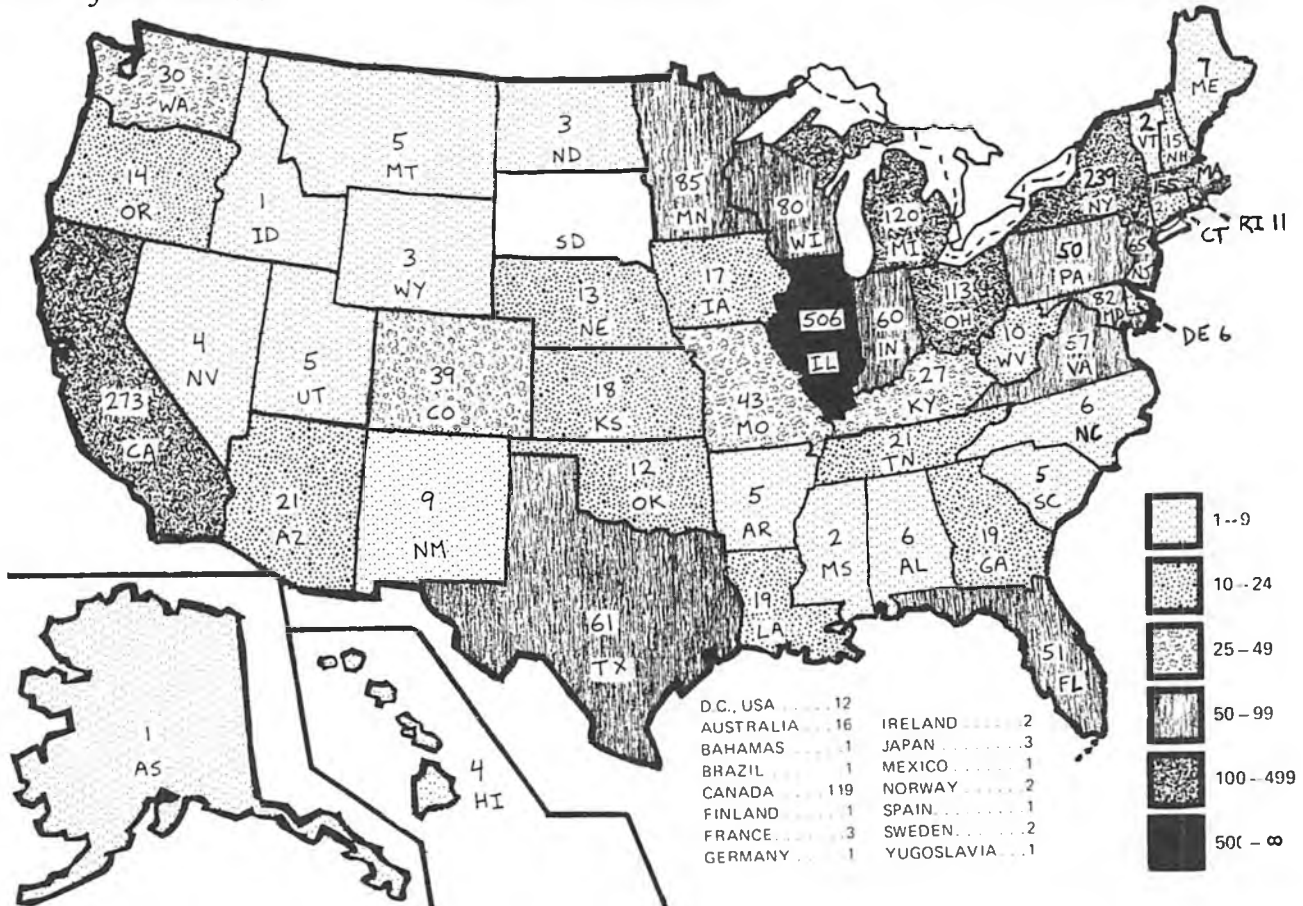 30
WA
14
OR
1
ID
5
MT
3
ND
SD
3
WY
4
NV
5
UT
39
CO
273
CA
21
AZ
9
NM
13
NE
18
KS
12
OK
61
TX
85
MN
80
WI
17
IA
43
MO
5
AR
19
LA
506
IL
60
IN
120
MI
113
OH
27
KY
21
TN
2
MS
6
AL
19
GA
51
FL
5
SC
6
NC
57
VA
10
WV
82
50
PA
239
NY
65
NJ
7
ME
2
VT
15
NH
MA
155
CT
RI 11
DE 6
1
AS
4
HI
D.C., USA 12
AUSTRALIA 16
BAHAMAS 1
BRAZIL 1
CANADA 119
FINLAND 1
FRANCE 3
GERMANY 1
IRELAND 2
JAPAN 3
MEXICO 1
NORWAY 2
SPAIN 1
SWEDEN 2
YUGOSLAVIA 1
1--9
10-24
25-49
50-99
100-499
500-∞